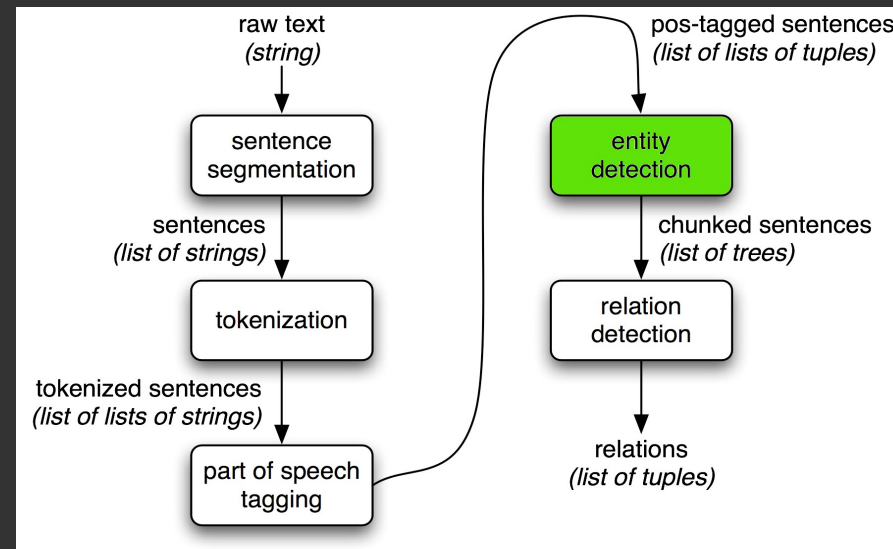 raw text
(string)
sentence
segmentation
sentences
(list of strings)
tokenization
tokenized sentences
(list of lists of strings)
part of speech
tagging
pos-tagged sentences
(list of lists of tuples)
entity
detection
chunked sentences
(list of trees)
relation
detection
relations
(list of tuples)